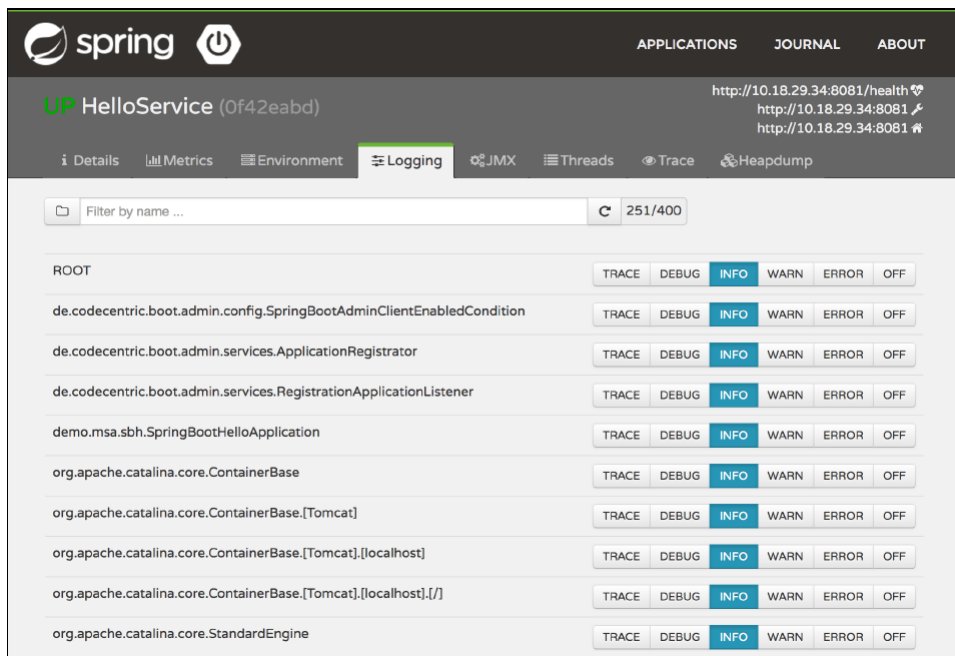 spring
APPLICATIONS JOURNAL ABOUT
UP HelloService (0f42eabd)
http://10.18.29.34:8081/health
http://10.18.29.34:8081
http://10.18.29.34:8081
Details Metrics Environment Logging JMX Threads Trace Heapdump
Filter by name ... 251/400
ROOT TRACE DEBUG INFO WARN ERROR OFF
de.codecentric.boot.admin.config.SpringBootAdminClientEnabledCondition TRACE DEBUG INFO WARN ERROR OFF
de.codecentric.boot.admin.services.ApplicationRegistrator TRACE DEBUG INFO WARN ERROR OFF
de.codecentric.boot.admin.services.RegistrationApplicationListener TRACE DEBUG INFO WARN ERROR OFF
demo.msa.sbh.SpringBootHelloApplication TRACE DEBUG INFO WARN ERROR OFF
org.apache.catalina.core.ContainerBase TRACE DEBUG INFO WARN ERROR OFF
org.apache.catalina.core.ContainerBase.[Tomcat] TRACE DEBUG INFO WARN ERROR OFF
org.apache.catalina.core.ContainerBase.[Tomcat].[localhost] TRACE DEBUG INFO WARN ERROR OFF
org.apache.catalina.core.ContainerBase.[Tomcat].[localhost].[/] TRACE DEBUG INFO WARN ERROR OFF
org.apache.catalina.core.StandardEngine TRACE DEBUG INFO WARN ERROR OFF